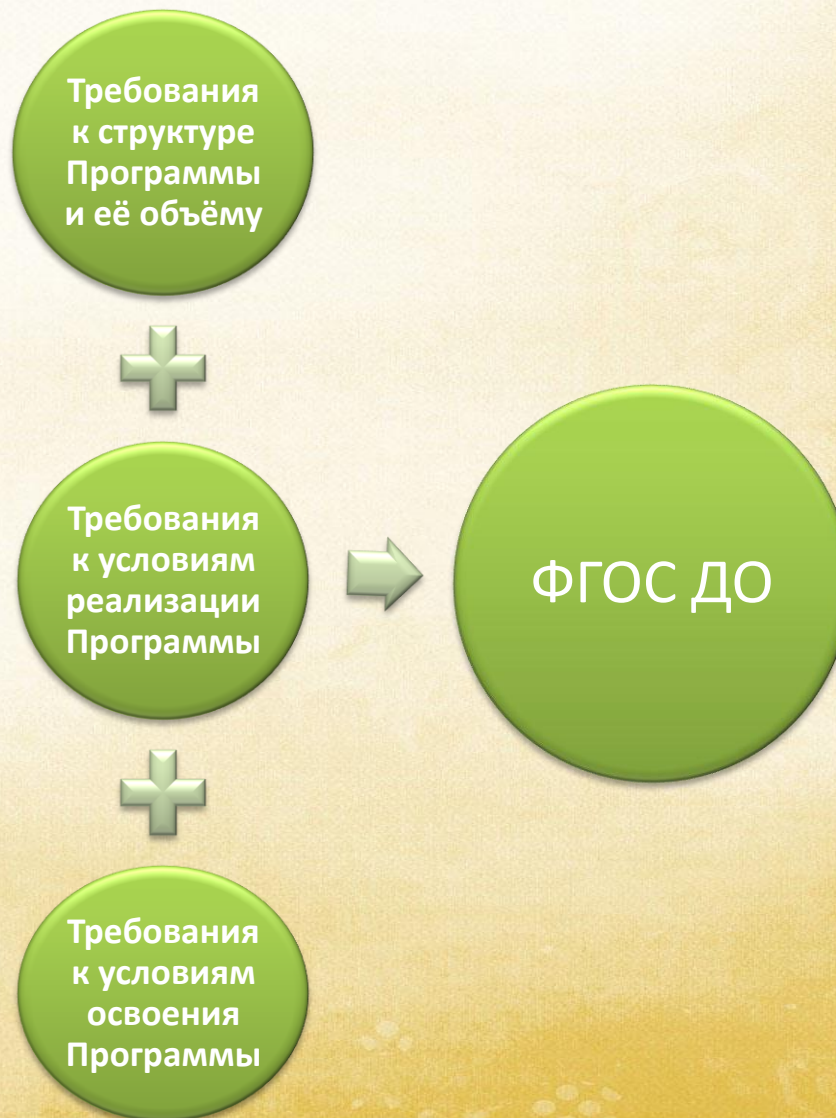 Требования
к структуре
Программы
и её объёму
Требования
к условиям
реализации
Программы
ФГОС ДО
Требования
к условиям
освоения
Программы